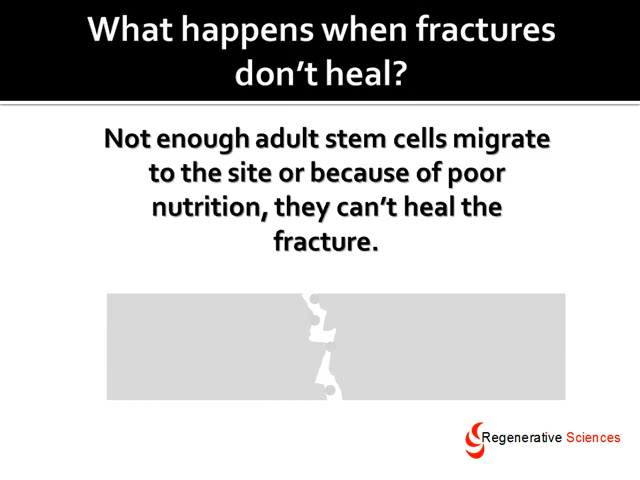 What happens when fractures
don't heal?
Not enough adult stem cells migrate
to the site or because of poor
nutrition, they can't heal the
fracture.
Regenerative Sciences